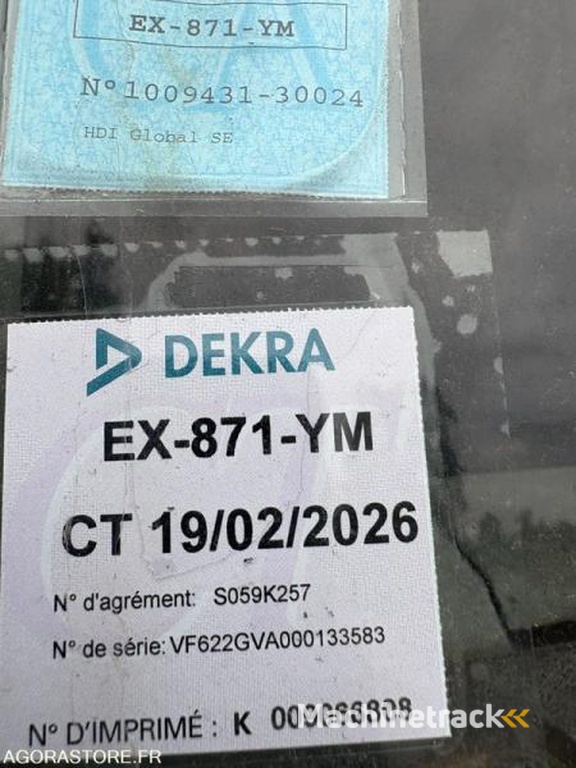 EX-871-YM
N° 1009431-30024
HDI Global SE
DEKRA
EX-871-YM
CT 19/02/2026
N° d'agrément: S059K257
N° de série: VF622GVA000133583
N° D'IMPRIMÉ : K
Machinetrack
AGORASTORE.FR